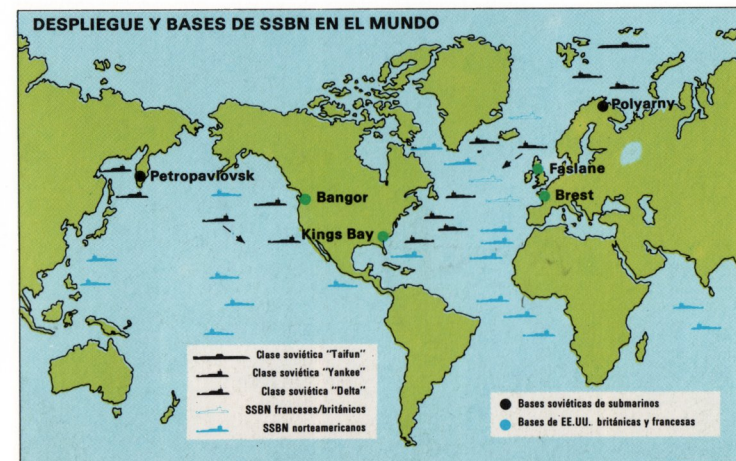 DESPLIEGUE Y BASES DE SSBN EN EL MUNDO
Polyarny
Petropavlovsk
Faslane
Bangor
Brest
Kings Bay
Clase soviética "Taifun"
Clase soviética "Yankee"
Clase soviética "Delta"
SSBN franceses/británicos
SSBN norteamericanos
Bases soviéticas de submarinos
Bases de EE.UU. británicas y francesas